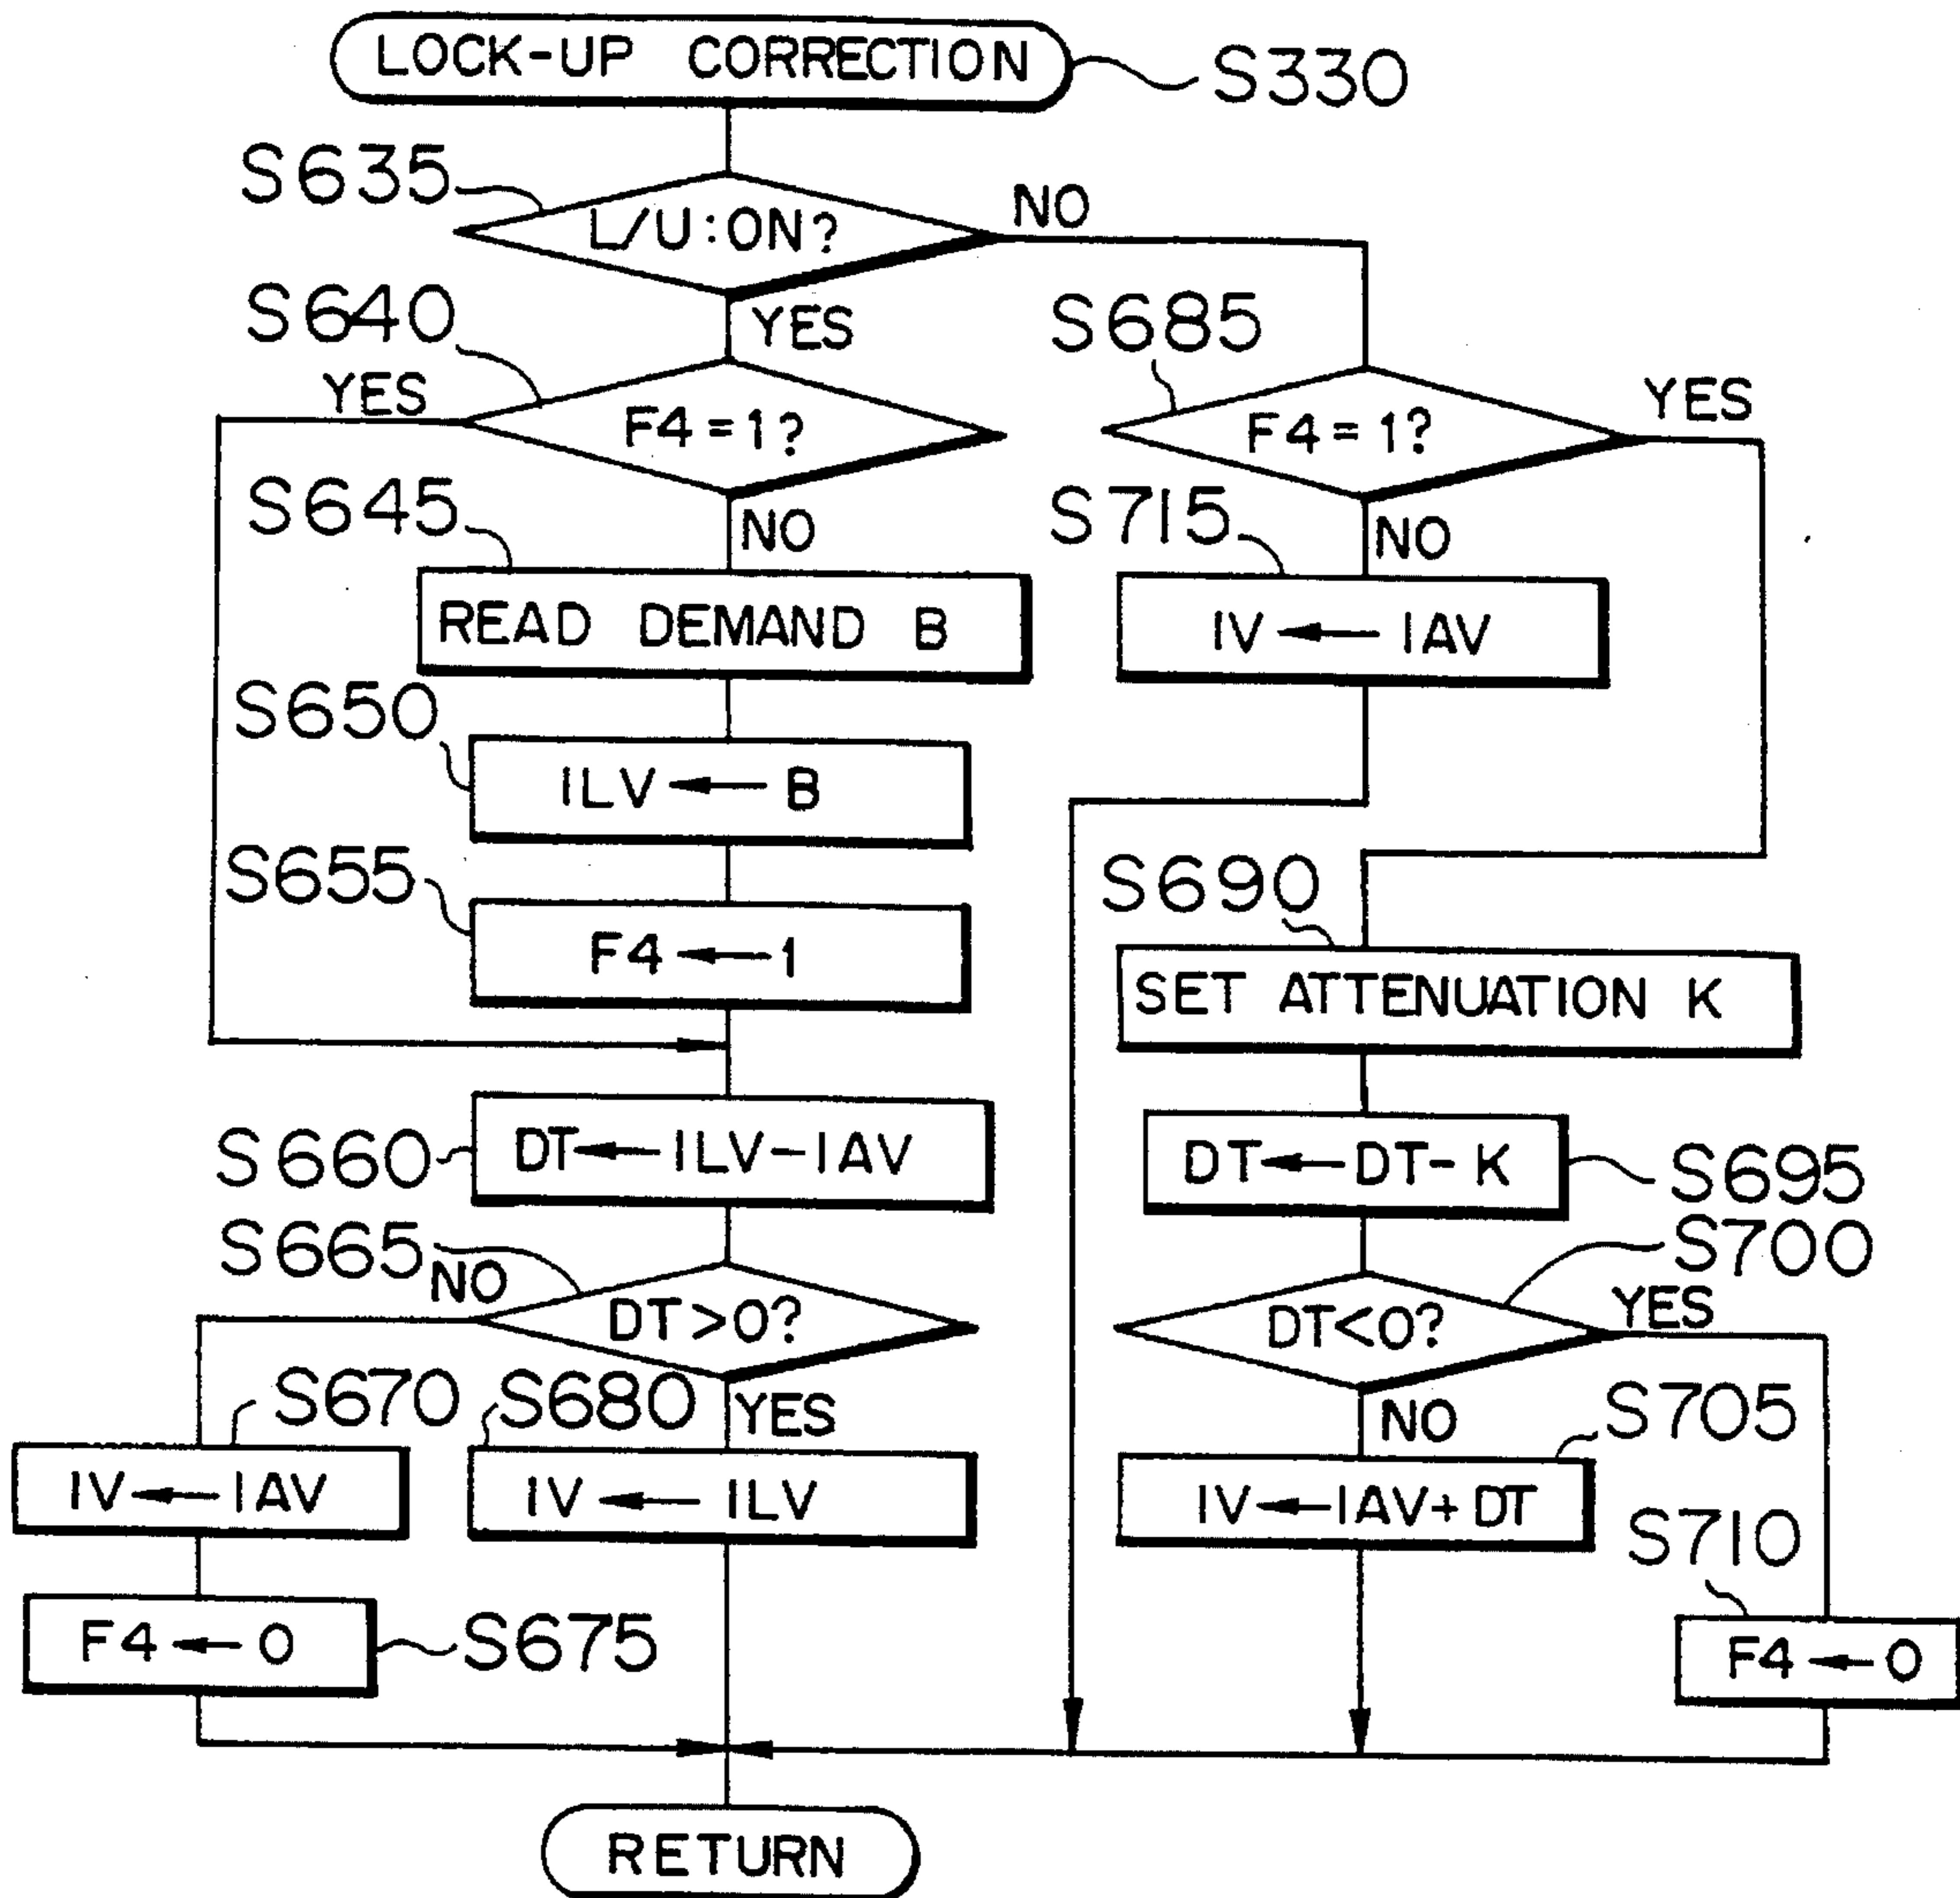 LOCK-UP CORRECTION
S330
S635
L/U:ON?
NO
YES
S640
YES
F4=1?
NO
S685
F4=1?
YES
NO
S645
READ DEMAND B
S715
IV ← IAV
S650
ILV ← B
S655
F4 ← 1
S690
SET ATTENUATION K
S660
DT ← ILV-IAV
DT ← DT-K
S695
S665
NO
DT>0?
YES
S700
DT<0?
YES
NO
S670
IV ← IAV
S680
IV ← ILV
S705
IV ← IAV+DT
S710
F4 ← 0
S675
F4 ← 0
RETURN